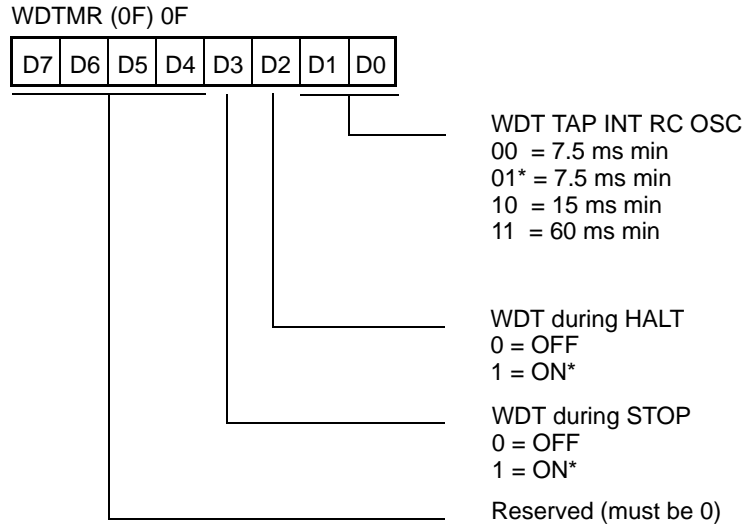 WDTMR (0F) 0F
D7 D6 D5 D4 D3 D2 D1 D0
WDT TAP INT RC OSC
00 = 7.5 ms min
01* = 7.5 ms min
10 = 15 ms min
11 = 60 ms min
WDT during HALT
0 = OFF
1 = ON*
WDT during STOP
0 = OFF
1 = ON*
Reserved (must be 0)